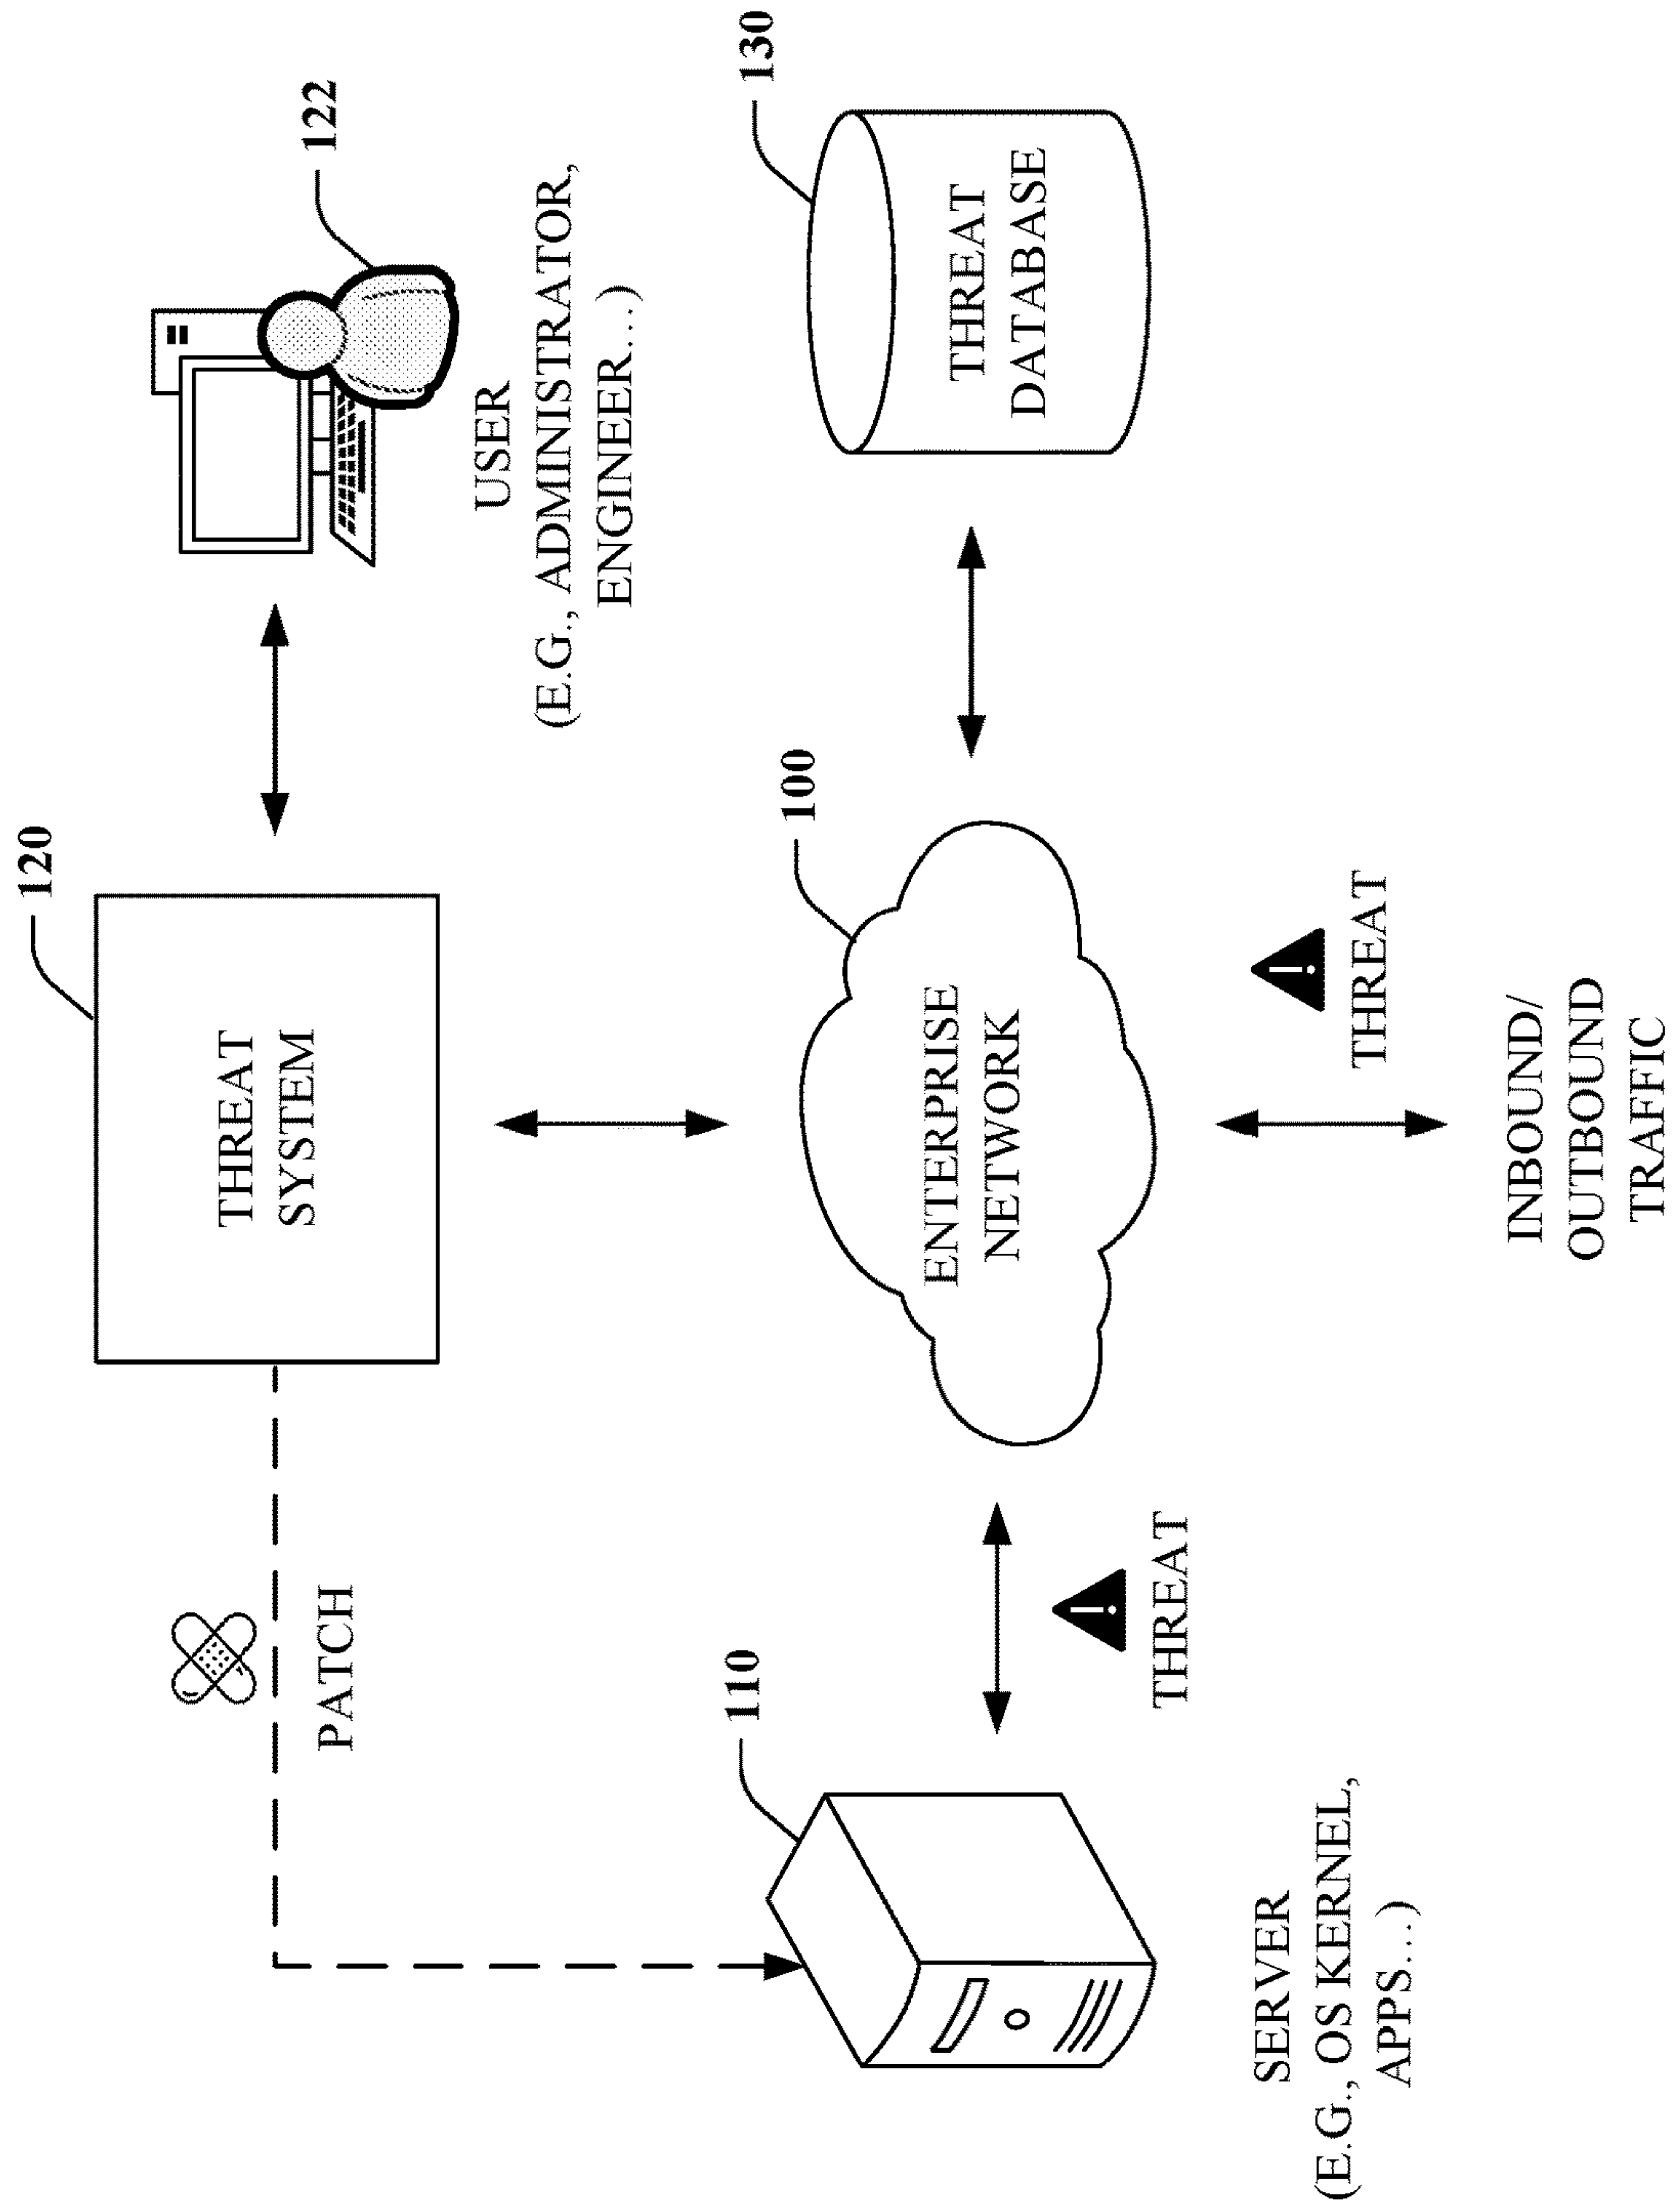 120
THREAT
SYSTEM
PATCH
122
USER
(E.G., ADMINISTRATOR,
ENGINEER...)
110
SERVER
(E.G., OS KERNEL,
APPS...)
THREAT
100
ENTERPRISE
NETWORK
130
THREAT
DATABASE
THREAT
INBOUND/
OUTBOUND
TRAFFIC